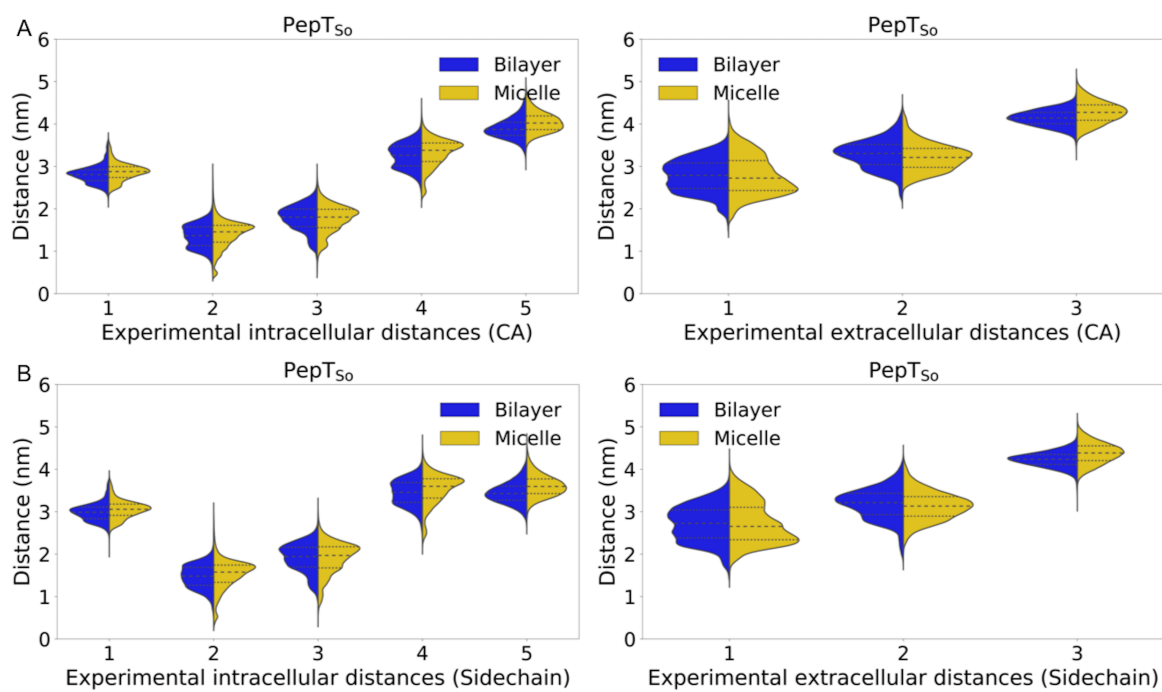 A
PepTSo
Distance (nm)
6
5
4
3
2
1
0
Bilayer
Micelle
1 2 3 4 5
Experimental intracellular distances (CA)
PepTSo
Distance (nm)
6
5
4
3
2
1
0
Bilayer
Micelle
1 2 3
Experimental extracellular distances (CA)
B
PepTSo
Distance (nm)
6
5
4
3
2
1
0
Bilayer
Micelle
1 2 3 4 5
Experimental intracellular distances (Sidechain)
PepTSo
Distance (nm)
6
5
4
3
2
1
0
Bilayer
Micelle
1 2 3
Experimental extracellular distances (Sidechain)